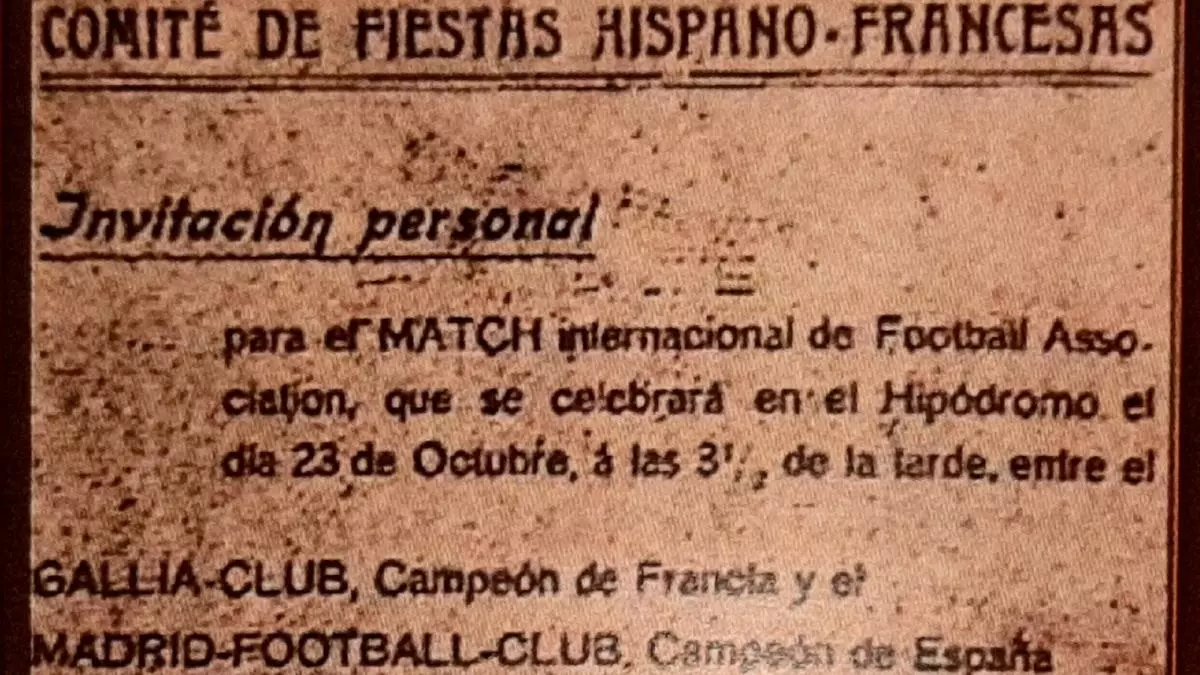 COMITÉ DE FIESTAS HISPANO-FRANCESAS
Invitación personal
para el MATCH internacional de Football Asso-
ciation, que se celebrará en el Hipódromo el
día 23 de Octubre, á las 3½, de la tarde, entre el
GALLIA-CLUB, Campeón de Francia y el
MADRID-FOOTBALL-CLUB, Campeón de España